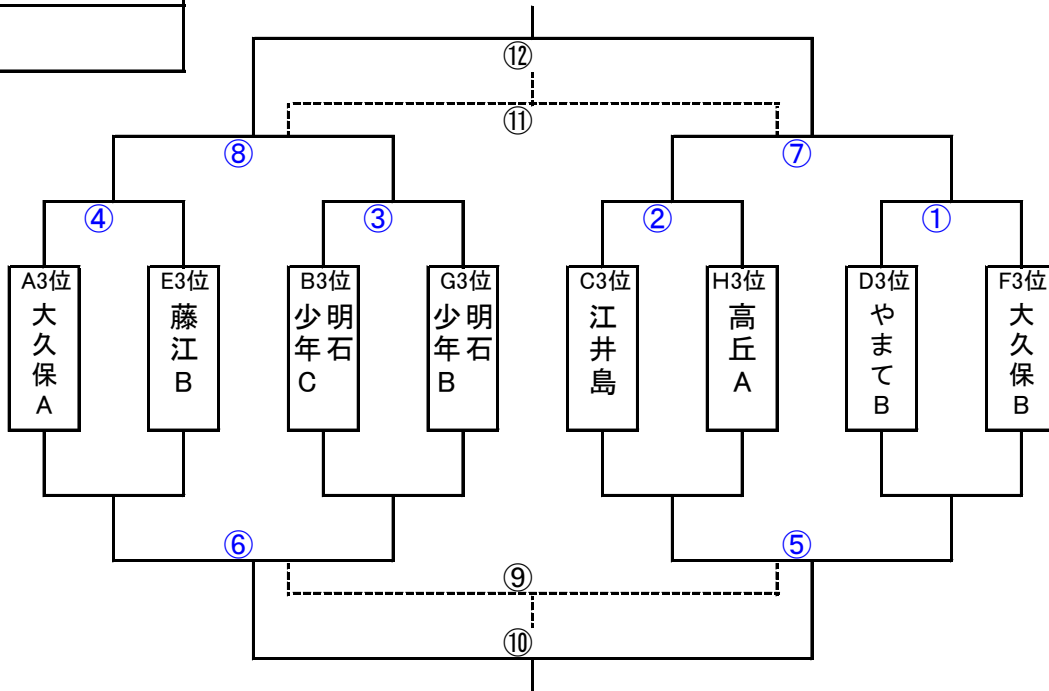 ⑫
⑪
⑧
⑦
④
③
②
①
A3位
大久保A
E3位
藤江B
B3位
明石
少年C
G3位
明石
少年B
C3位
江井島
H3位
高丘A
D3位
やまてB
F3位
大久保B
⑥
⑤
⑨
⑩